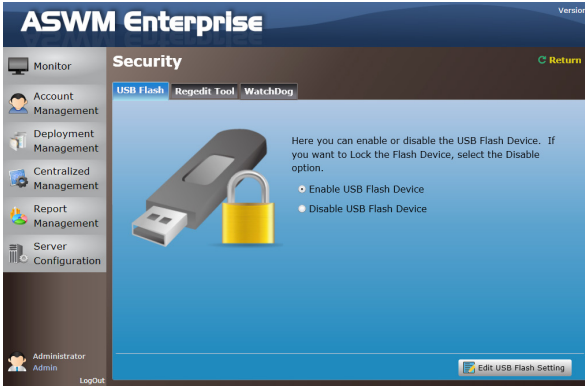 ASWM Enterprise
Version
Monitor
Account
Management
Deployment
Management
Centralized
Management
Report
Management
Server
Configuration
Administrator
Admin
LogOut
Security
Return
USB Flash Regedit Tool WatchDog
Here you can enable or disable the USB Flash Device. If
you want to Lock the Flash Device, select the Disable
option.
Enable USB Flash Device
Disable USB Flash Device
Edit USB Flash Setting